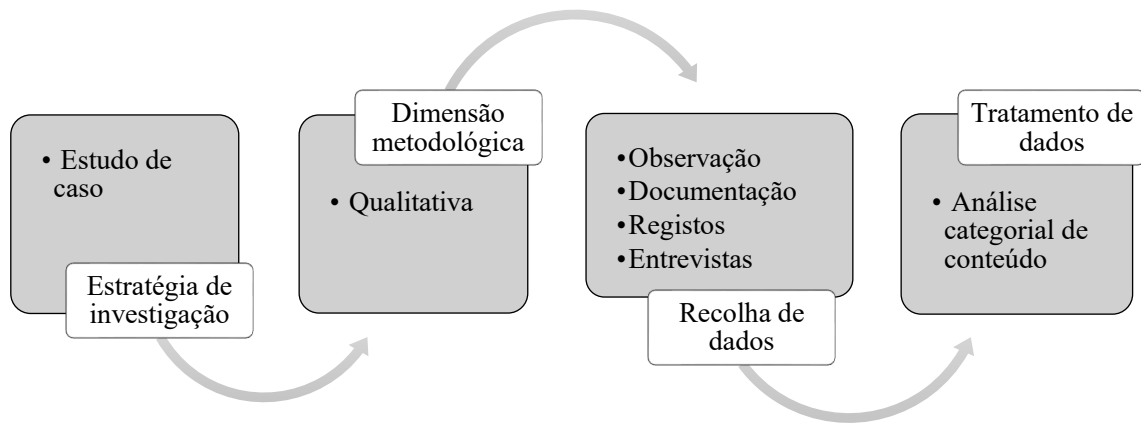 • Estudo de
caso
Estratégia de
investigação
Dimensão
metodológica
• Qualitativa
•Observação
•Documentação
•Registos
•Entrevistas
Recolha de
dados
Tratamento de
dados
• Análise
categorial de
conteúdo